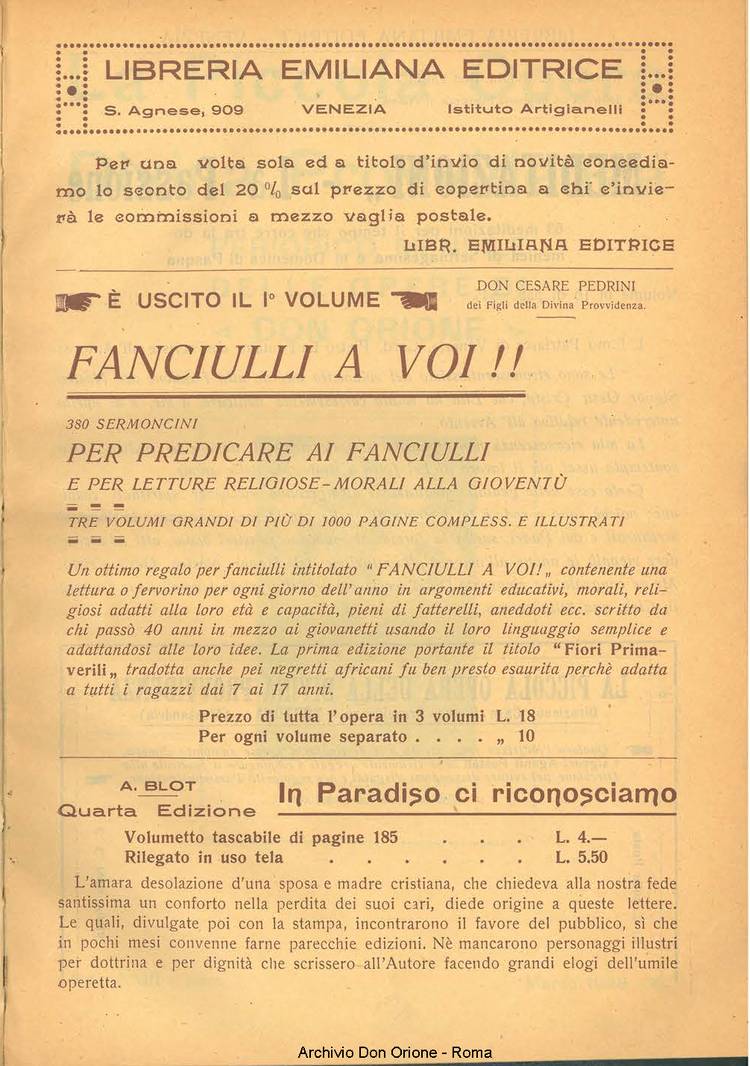 LIBRERIA EMILIANA EDITRICE
S. Agnese, 909 VENEZIA Istituto Artigianelli
Per una volta sola ed a titolo d'invio di novità concedia-
mo lo sconto del 20 % sul prezzo di copertina a chi c'invie-
rà le commissioni a mezzo vaglia postale.
LIBR. EMILIANA EDITRICE
È USCITO IL I° VOLUME
DON CESARE PEDRINI
dei Figli della Divina Provvidenza.
FANCIULLI A VOI !!
380 SERMONCINI
PER PREDICARE AI FANCIULLI
E PER LETTURE RELIGIOSE-MORALI ALLA GIOVENTÙ
TRE VOLUMI GRANDI DI PIÙ DI 1000 PAGINE COMPLESS. E ILLUSTRATI
Un ottimo regalo per fanciulli intitolato "FANCIULLI A VOI!„ contenente una
lettura o fervorino per ogni giorno dell'anno in argomenti educativi, morali, reli-
giosi adatti alla loro età e capacità, pieni di fatterelli, aneddoti ecc. scritto da
chi passò 40 anni in mezzo ai giovanetti usando il loro linguaggio semplice e
adattandosi alle loro idee. La prima edizione portante il titolo "Fiori Prima-
verili„ tradotta anche pei negretti africani fu ben presto esaurita perchè adatta
a tutti i ragazzi dai 7 ai 17 anni.
Prezzo di tutta l'opera in 3 volumi L. 18
Per ogni volume separato . . . . „ 10
A. BLOT
Quarta Edizione
In Paradiso ci riconosciamo
Volumetto tascabile di pagine 185 . . . L. 4.—
Rilegato in uso tela . . . . . . L. 5.50
L'amara desolazione d'una sposa e madre cristiana, che chiedeva alla nostra fede
santissima un conforto nella perdita dei suoi cari, diede origine a queste lettere.
Le quali, divulgate poi con la stampa, incontrarono il favore del pubblico, sì che
in pochi mesi convenne farne parecchie edizioni. Nè mancarono personaggi illustri
per dottrina e per dignità che scrissero all'Autore facendo grandi elogi dell'umile
operetta.
Archivio Don Orione - Roma